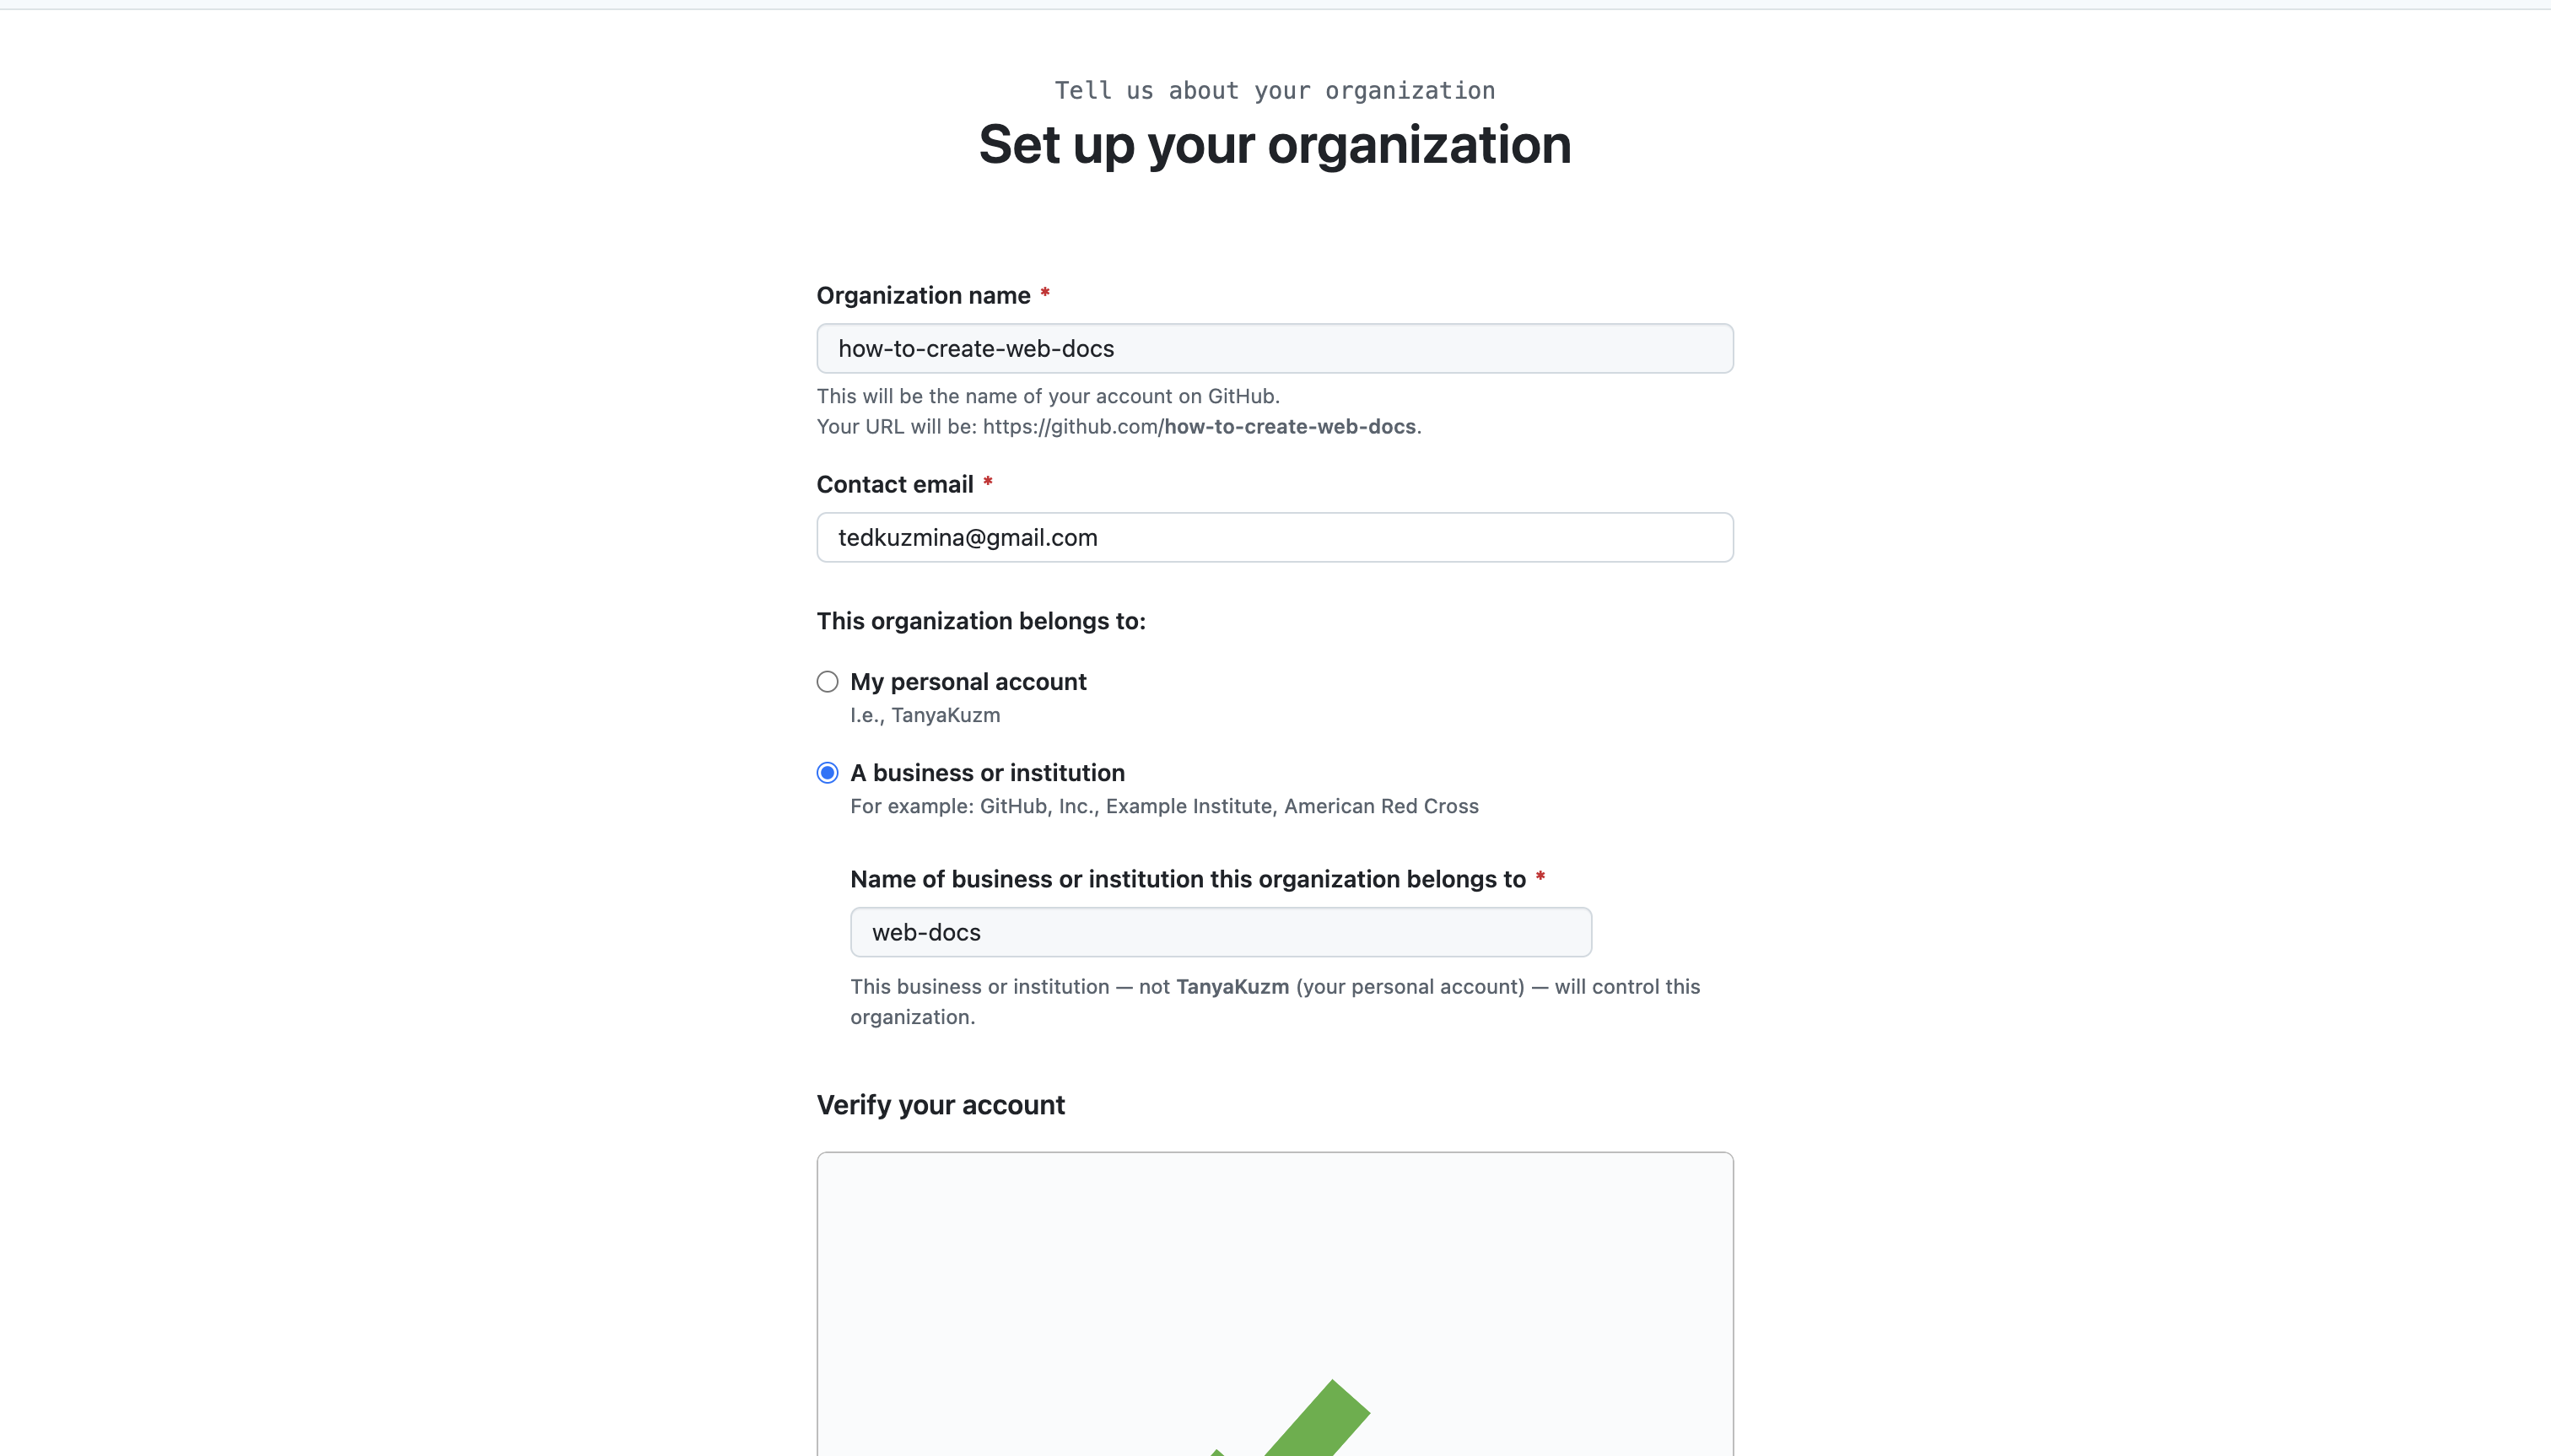 Tell us about your organization
Set up your organization
Organization name *
how-to-create-web-docs
This will be the name of your account on GitHub.
Your URL will be: https://github.com/how-to-create-web-docs.
Contact email *
tedkuzmina@gmail.com
This organization belongs to:
My personal account
I.e., TanyaKuzm
A business or institution
For example: GitHub, Inc., Example Institute, American Red Cross
Name of business or institution this organization belongs to *
web-docs
This business or institution — not TanyaKuzm (your personal account) — will control this
organization.
Verify your account